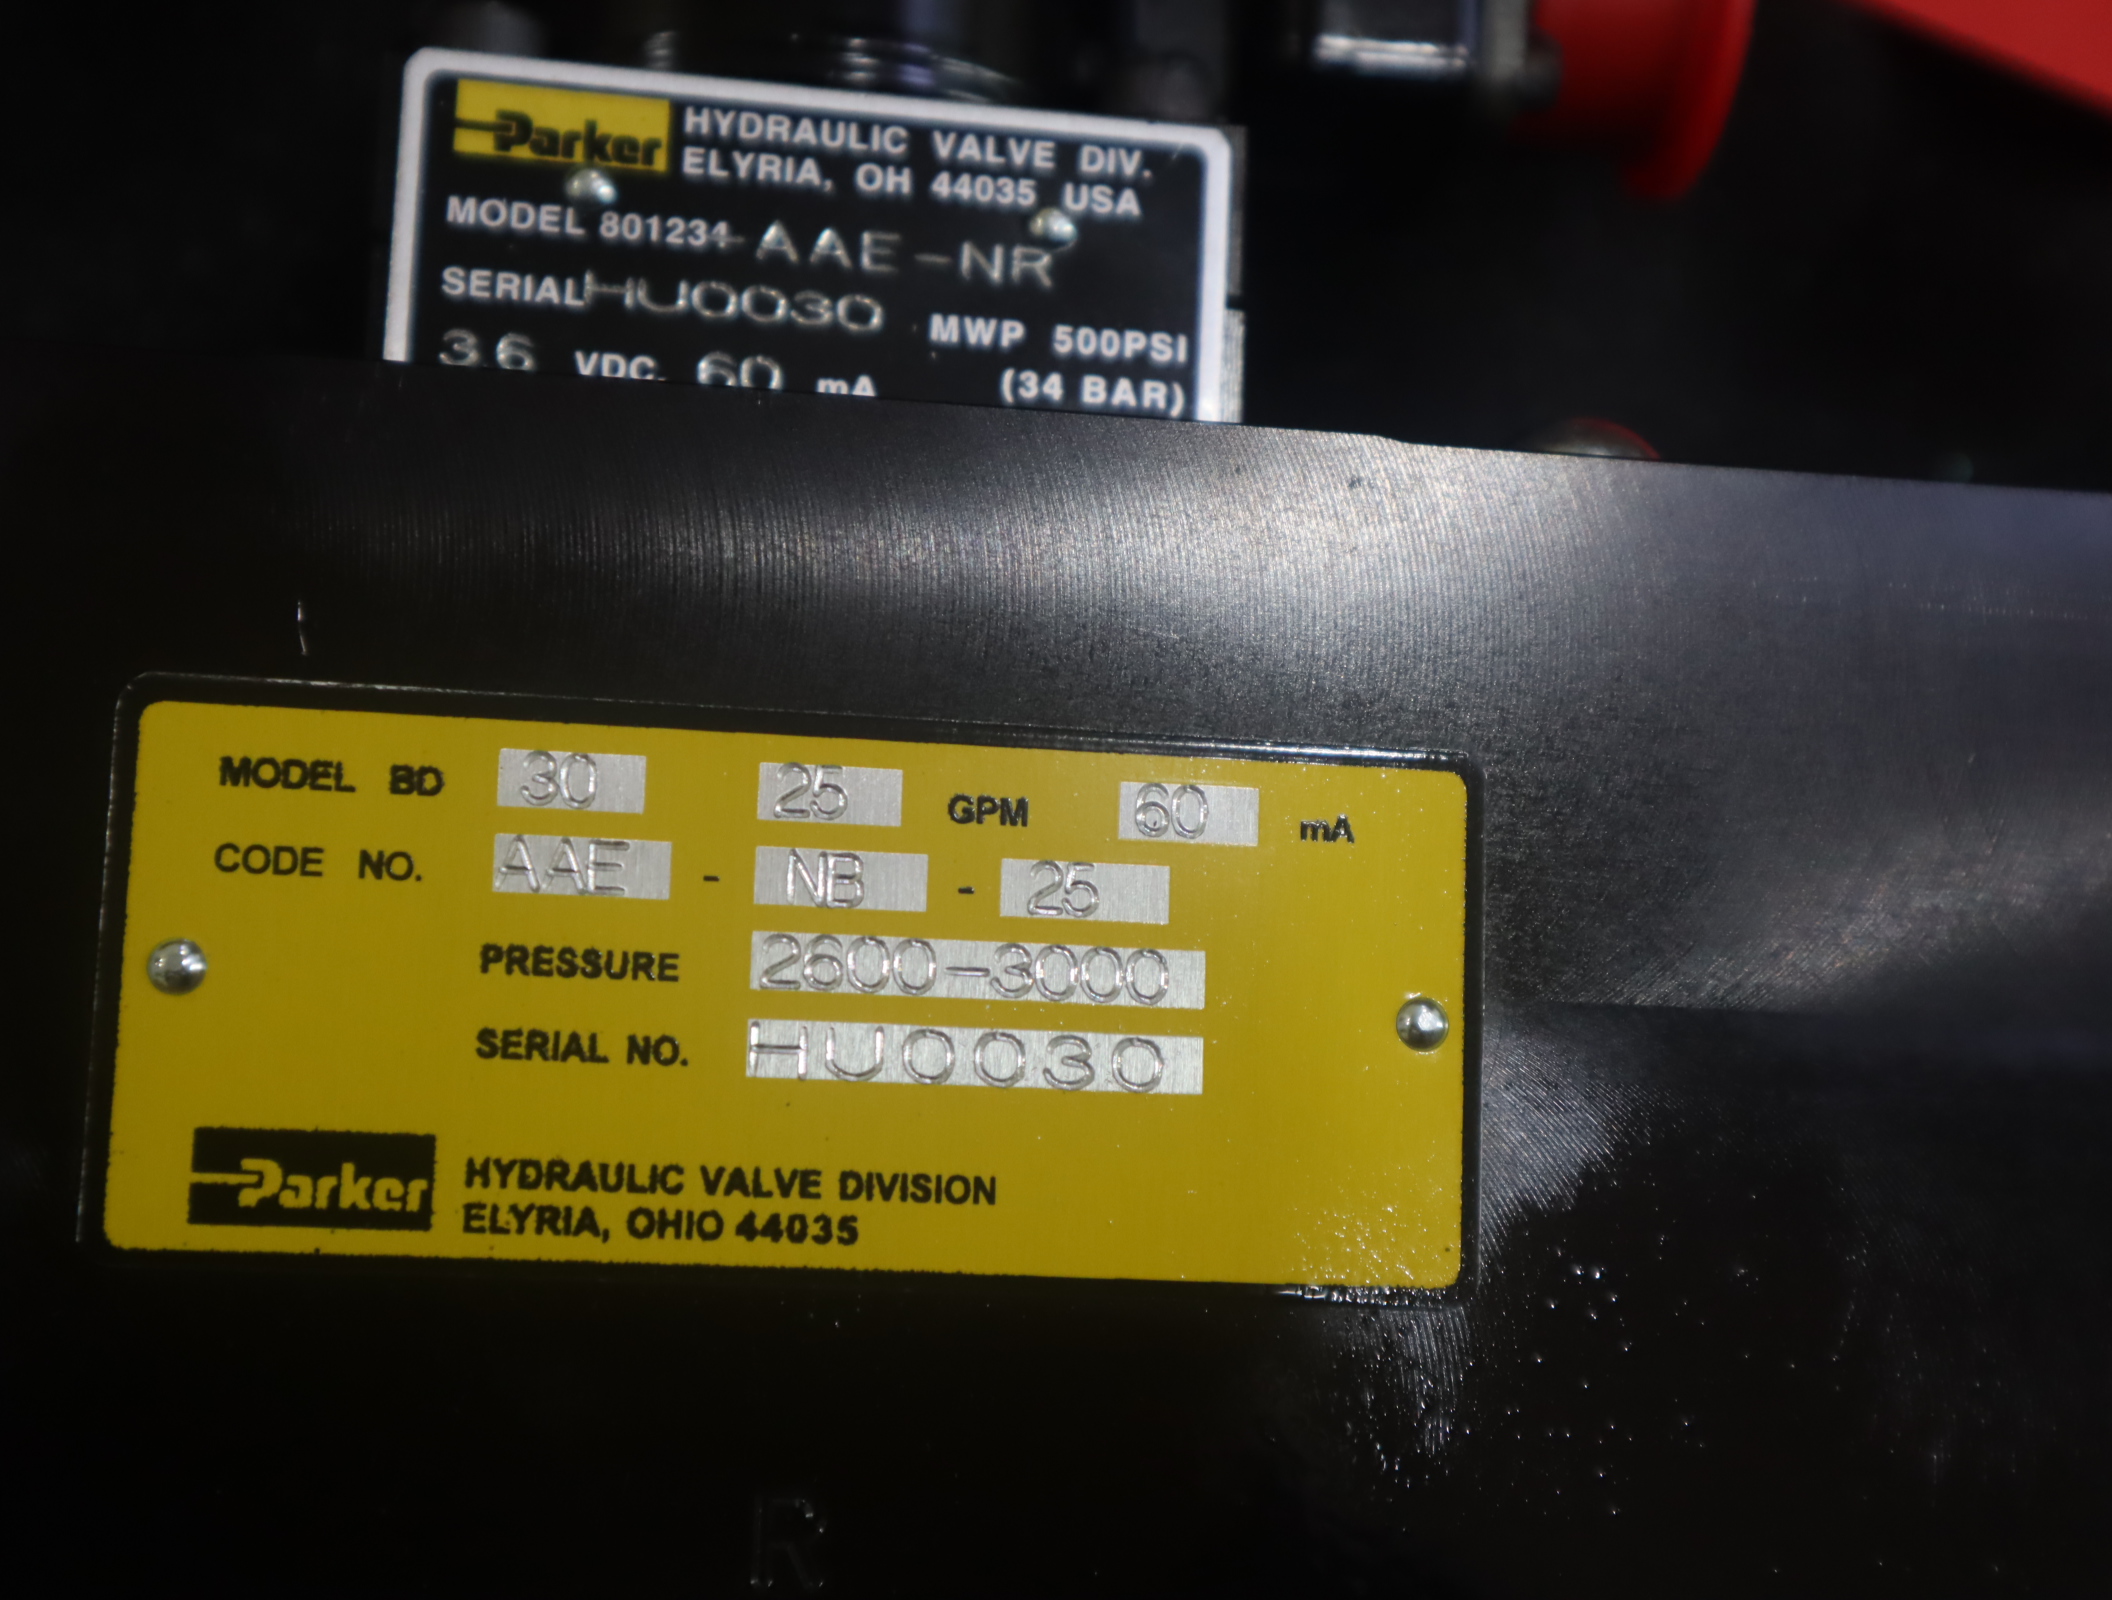 Parker HYDRAULIC VALVE DIV.
ELYRIA, OH 44035 USA
MODEL 801234-AAE-NR
SERIAL HU0030
MWP 500PSI
3.6 VDC. 60 mA (34 BAR)
MODEL BD 30 25 GPM 60 mA
CODE NO. AAE - NB - 25
PRESSURE 2600-3000
SERIAL NO. HU0030
Parker HYDRAULIC VALVE DIVISION
ELYRIA, OHIO 44035
R